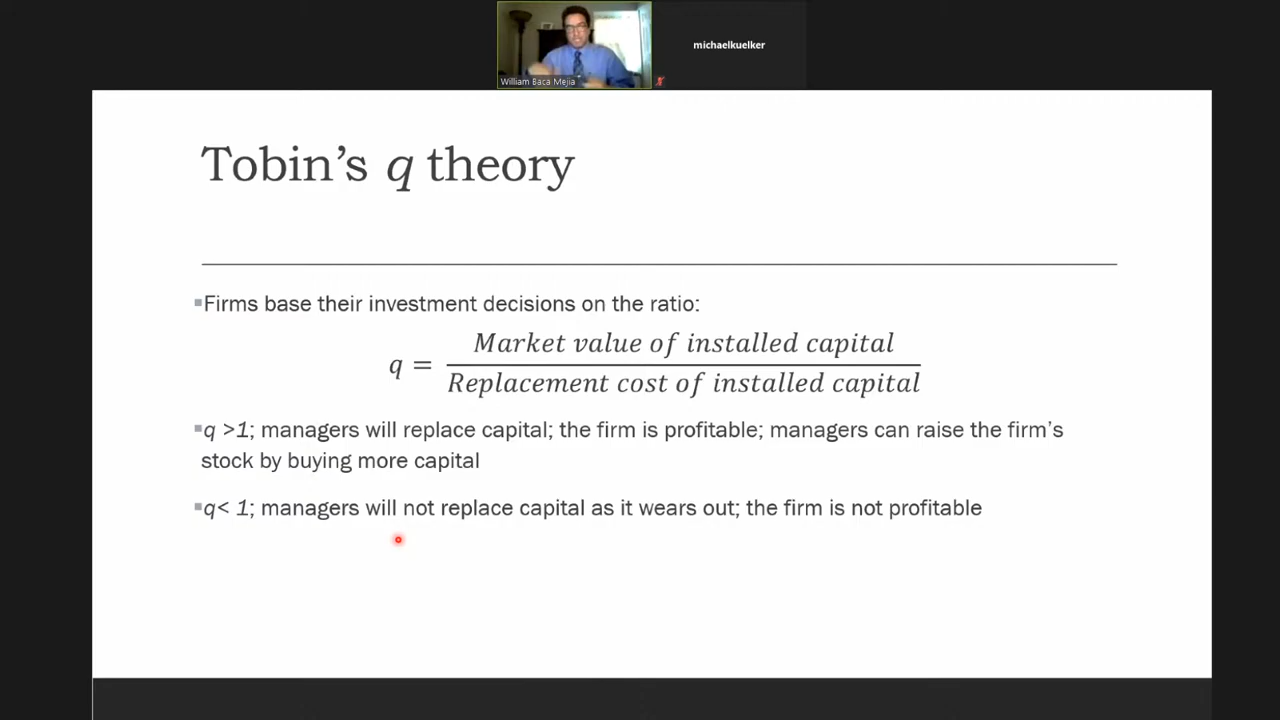 William Baca Mejia
michaelkuelker
Tobin's q theory
▪Firms base their investment decisions on the ratio:
q = Market value of installed capital
Replacement cost of installed capital
▪q >1; managers will replace capital; the firm is profitable; managers can raise the firm's
stock by buying more capital
▪q< 1; managers will not replace capital as it wears out; the firm is not profitable